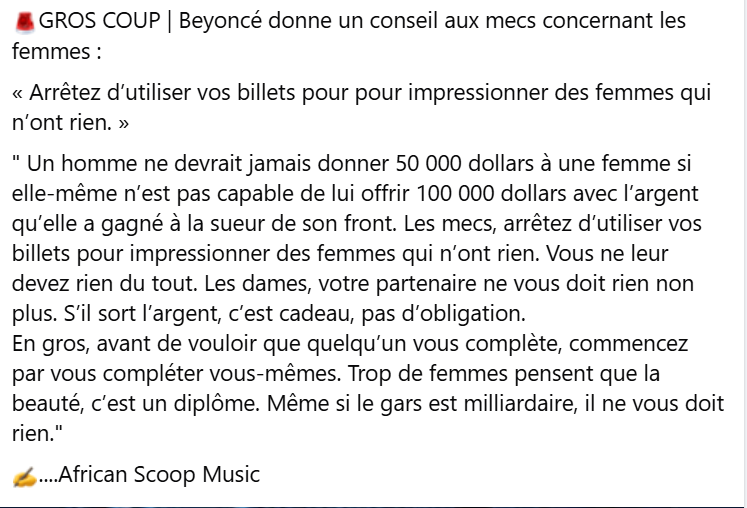 🚨GROS COUP | Beyoncé donne un conseil aux mecs concernant les
femmes :
« Arrêtez d’utiliser vos billets pour pour impressionner des femmes qui
n’ont rien. »
" Un homme ne devrait jamais donner 50 000 dollars à une femme si
elle-même n’est pas capable de lui offrir 100 000 dollars avec l’argent
qu’elle a gagné à la sueur de son front. Les mecs, arrêtez d’utiliser vos
billets pour impressionner des femmes qui n’ont rien. Vous ne leur
devez rien du tout. Les dames, votre partenaire ne vous doit rien non
plus. S’il sort l’argent, c’est cadeau, pas d’obligation.
En gros, avant de vouloir que quelqu’un vous complète, commencez
par vous compléter vous-mêmes. Trop de femmes pensent que la
beauté, c’est un diplôme. Même si le gars est milliardaire, il ne vous doit
rien."
✍️....African Scoop Music